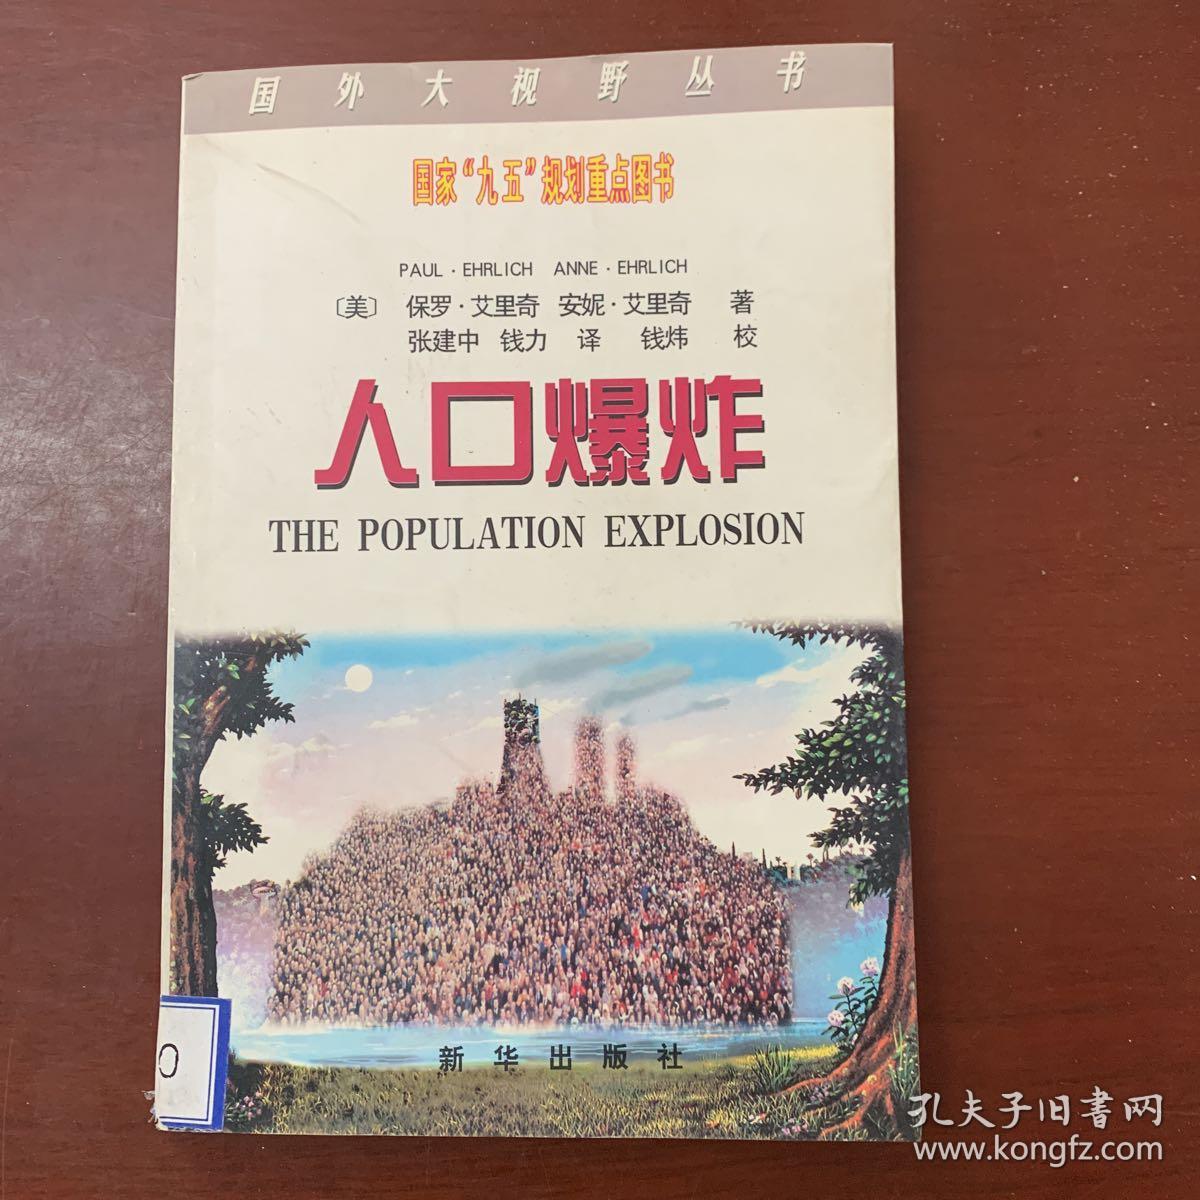 国外大视野丛书
国家“九五”规划重点图书
PAUL·EHRLICH ANNE·EHRLICH
〔美〕 保罗·艾里奇 安妮·艾里奇 著
张建中 钱力 译 钱炜 校
人口爆炸
THE POPULATION EXPLOSION
新华出版社
0
孔夫子旧書网
www.kongfz.com